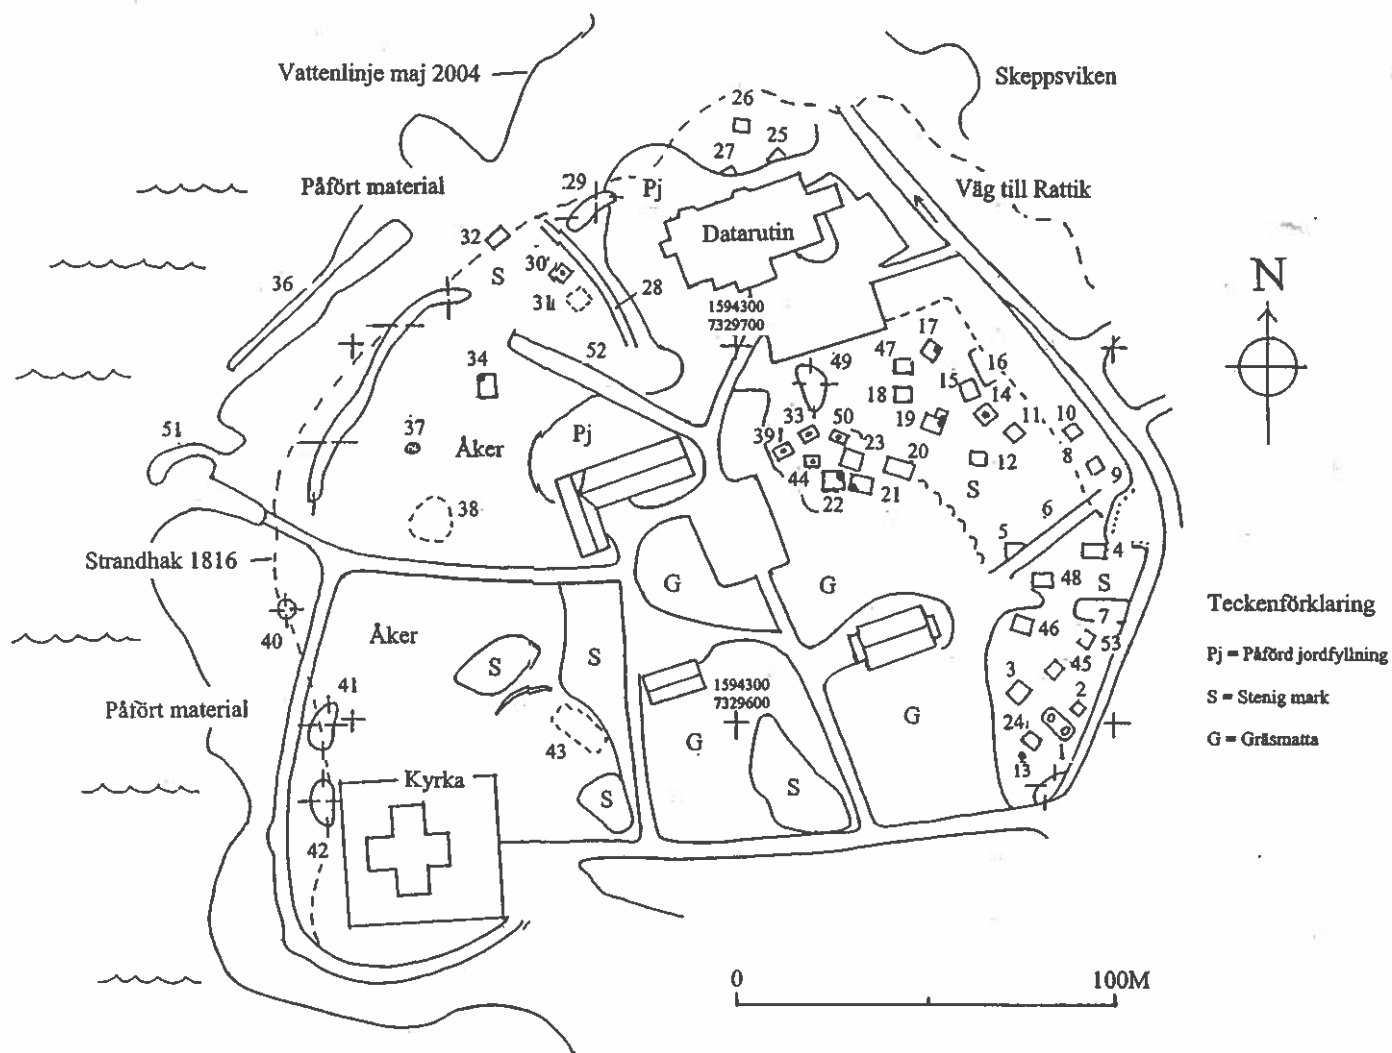 Vattenlinje maj 2004
Skeppsviken
26
25
27
Påfört material
29
Pj
Väg till Rattik
32
Datarutin
N
30
S
36
31
28
1594300
7329700
17
52
49
47
16
34
15
18
14
33
50
19
11
10
51
37
Åker
Pj
39
23
20
12
8
9
44
S
22
21
38
6
5
4
Strandhak 1816
G
G
48
S
Teckenförklaring
7
40
Åker
46
53
Pj = Påförd jordfyllning
S
S
3
45
41
1594300
7329600
2
S = Stenig mark
Påfört material
G
G
24
43
G = Gräsmatta
13
1
Kyrka
S
S
42
0
100M